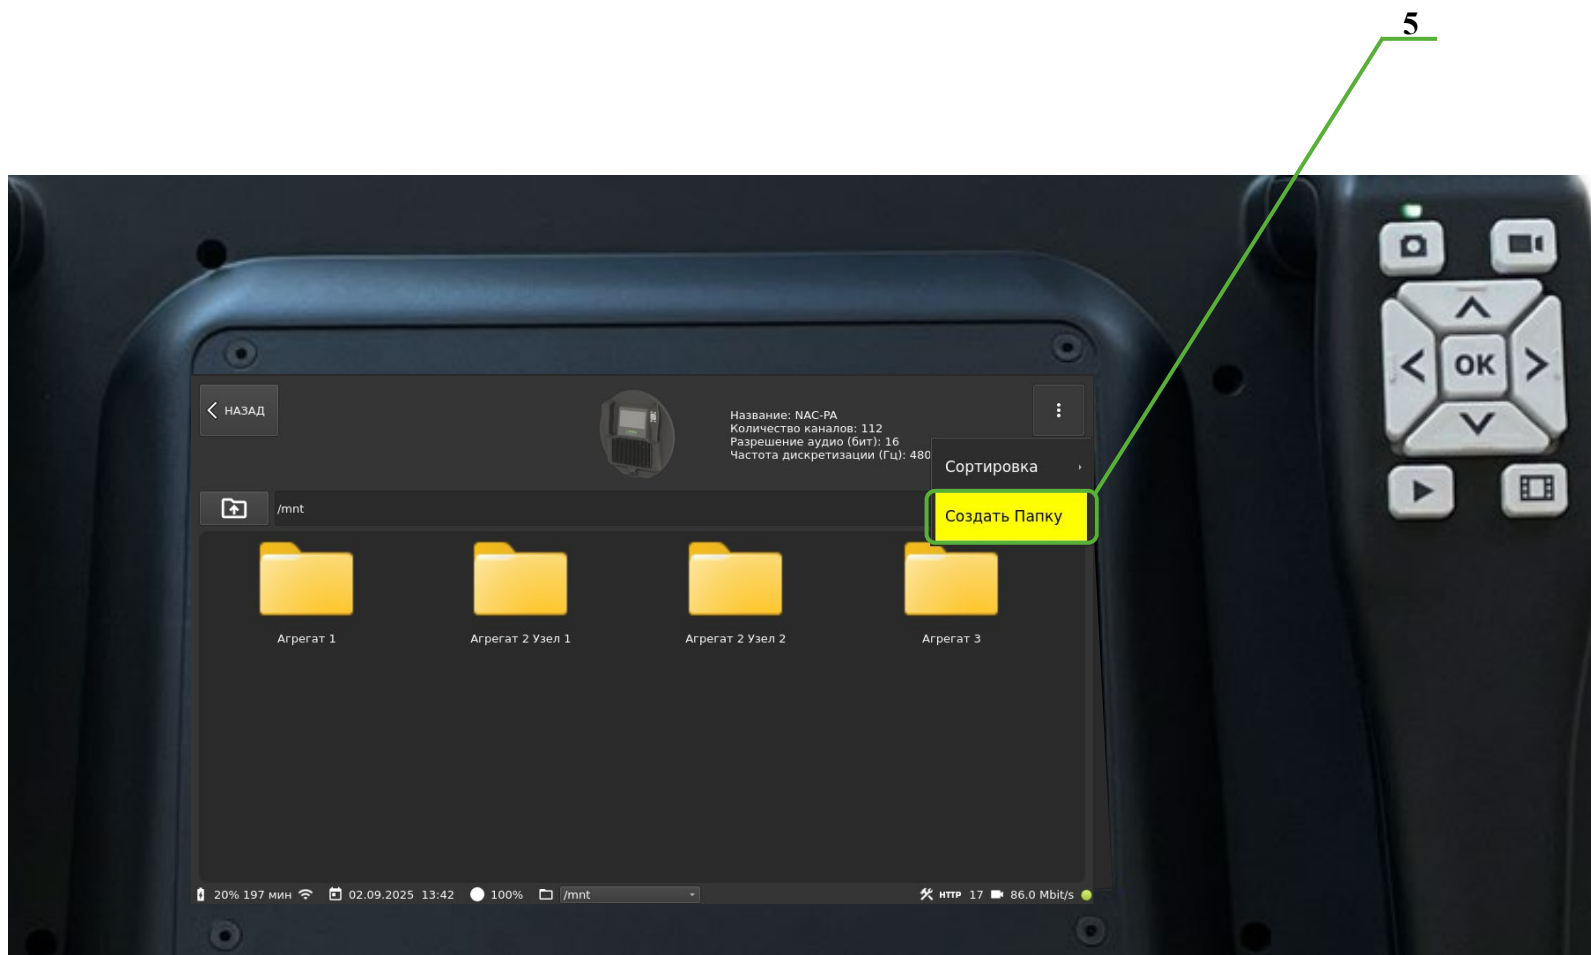 5
НАЗАД
Название: NAC-PA
Количество каналов: 112
Разрешение аудио (бит): 16
Частота дискретизации (Гц): 480
Сортировка
Создать Папку
/mnt
Агрегат 1
Агрегат 2 Узел 1
Агрегат 2 Узел 2
Агрегат 3
20% 197 мин 02.09.2025 13:42 100% /mnt HTTP 17 86.0 Mbit/s
OK